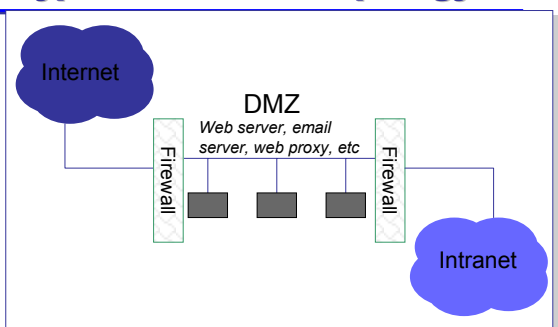 Internet
DMZ
Web server, email
server, web proxy, etc
Firewall
Firewall
Intranet